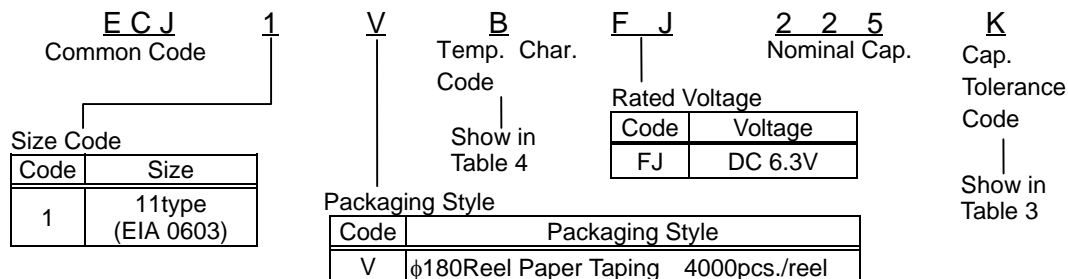 E C J 1 V B F J 2 2 5 K
Common Code Temp. Char. Nominal Cap. Cap.
Code Tolerance
Rated Voltage Code
Size Code Show in Code Voltage
Code Size Table 4 FJ DC 6.3V Show in
1 11type Packaging Style Table 3
(EIA 0603) Code Packaging Style
V ϕ180Reel Paper Taping 4000pcs./reel